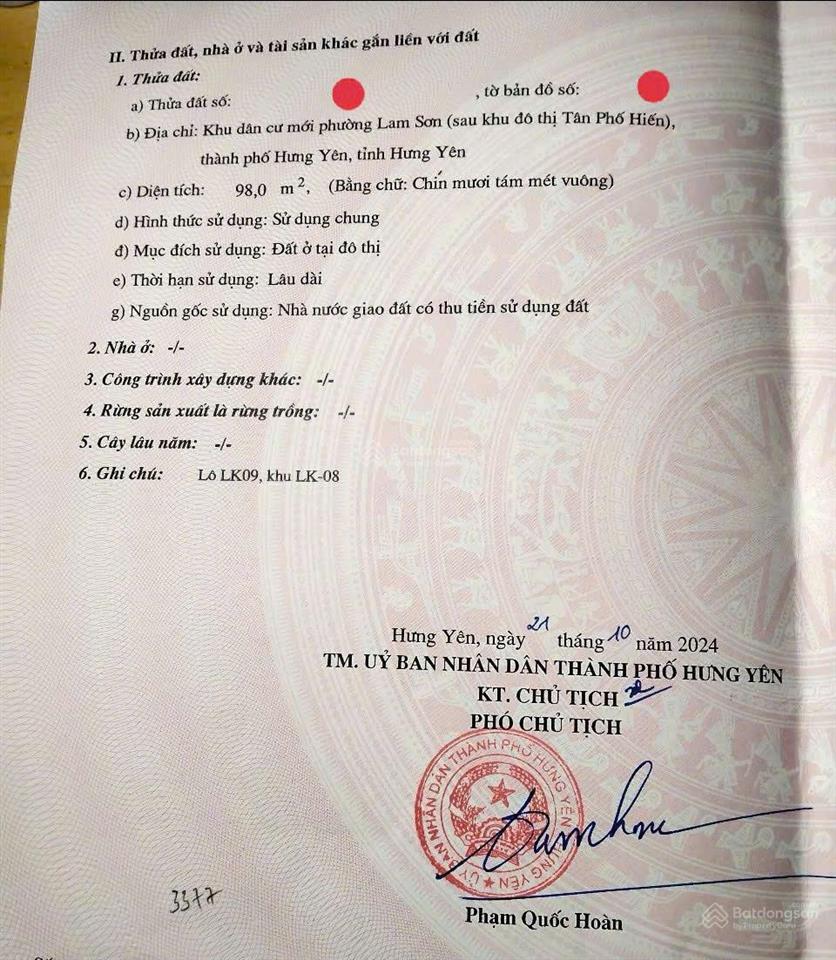 II. Thửa đất, nhà ở và tài sản khác gắn liền với đất
1. Thửa đất:
a) Thửa đất số: , tờ bản đồ số:
b) Địa chỉ: Khu dân cư mới phường Lam Sơn (sau khu đô thị Tân Phố Hiến),
thành phố Hưng Yên, tỉnh Hưng Yên
c) Diện tích: 98,0 m², (Bằng chữ: Chín mươi tám mét vuông)
d) Hình thức sử dụng: Sử dụng chung
đ) Mục đích sử dụng: Đất ở tại đô thị
e) Thời hạn sử dụng: Lâu dài
g) Nguồn gốc sử dụng: Nhà nước giao đất có thu tiền sử dụng đất
2. Nhà ở: -/-
3. Công trình xây dựng khác: -/-
4. Rừng sản xuất là rừng trồng: -/-
5. Cây lâu năm: -/-
6. Ghi chú: Lô LK09, khu LK-08
Hưng Yên, ngày 21 tháng 10 năm 2024
TM. UỶ BAN NHÂN DÂN THÀNH PHỐ HƯNG YÊN
KT. CHỦ TỊCH
PHÓ CHỦ TỊCH
ỦY BAN NHÂN DÂN THÀNH PHỐ HƯNG YÊN
HƯNG YÊN
3377
Phạm Quốc Hoàn
Batdongsan
by PropertyGuru